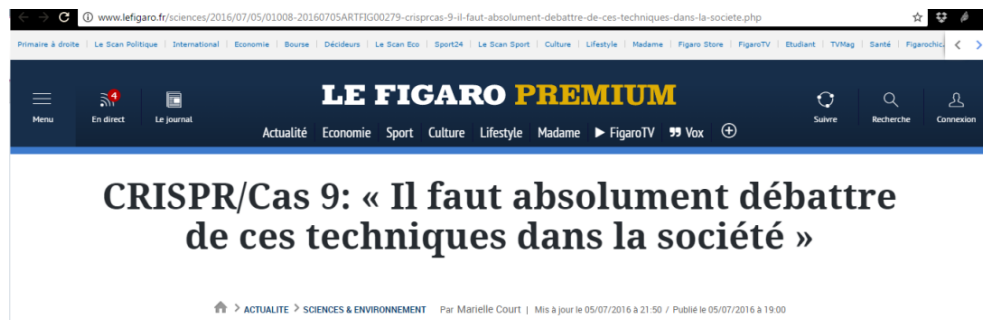 www.lefigaro.fr/sciences/2016/07/05/01008-20160705ARTFIG00279-crisprcas-9-il-faut-absolument-debattre-de-ces-techniques-dans-la-societe.php
Primaire à droite | Le Scan Politique | International | Economie | Bourse | Décideurs | Le Scan Eco | Sport24 | Le Scan Sport | Culture | Lifestyle | Madame | Figaro Store | FigaroTV | Etudiant | TVMag | Santé | Figarochic
LE FIGARO PREMIUM
4
Menu En direct Le journal Suivre Recherche Connexion
Actualité Economie Sport Culture Lifestyle Madame FigaroTV Vox
CRISPR/Cas 9: « Il faut absolument débattre
de ces techniques dans la société »
> ACTUALITE > SCIENCES & ENVIRONNEMENT Par Marielle Court | Mis à jour le 05/07/2016 à 21:50 / Publié le 05/07/2016 à 19:00